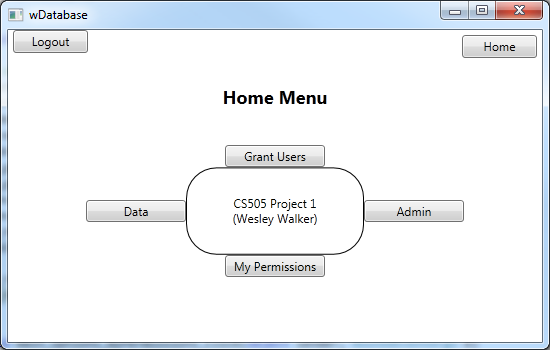 wDatabase
Logout
Home
Home Menu
Grant Users
Data
CS505 Project 1
(Wesley Walker)
Admin
My Permissions